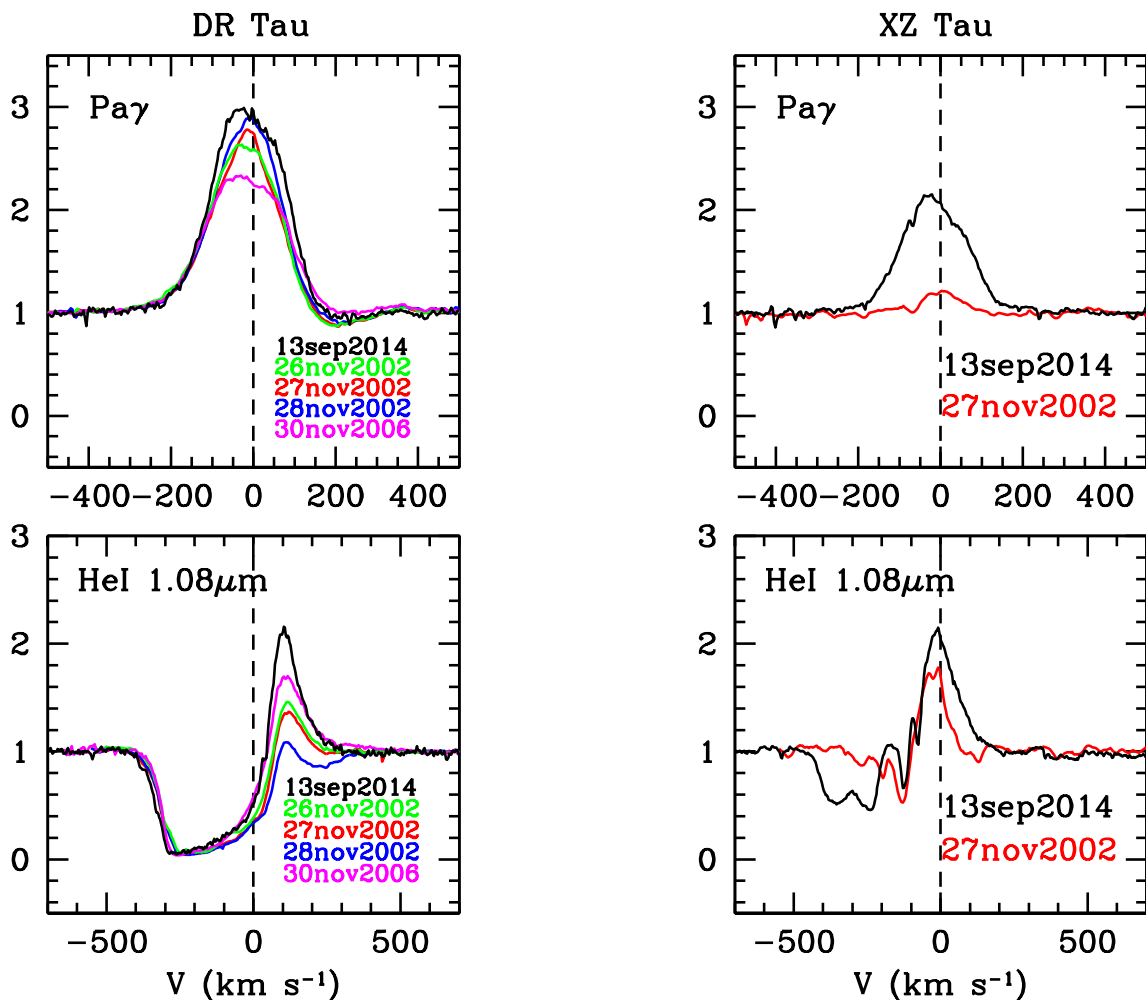 DR Tau
XZ Tau
Paγ
3
2
1
0
13sep2014
26nov2002
27nov2002
28nov2002
30nov2006
−400−200 0 200 400
Paγ
3
2
1
0
13sep2014
27nov2002
−400 −200 0 200 400
HeI 1.08μm
3
2
1
0
13sep2014
26nov2002
27nov2002
28nov2002
30nov2006
−500 0 500
V (km s⁻¹)
HeI 1.08μm
3
2
1
0
13sep2014
27nov2002
−500 0 500
V (km s⁻¹)